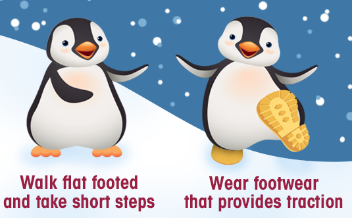 Walk flat footed
and take short steps
Wear footwear
that provides traction